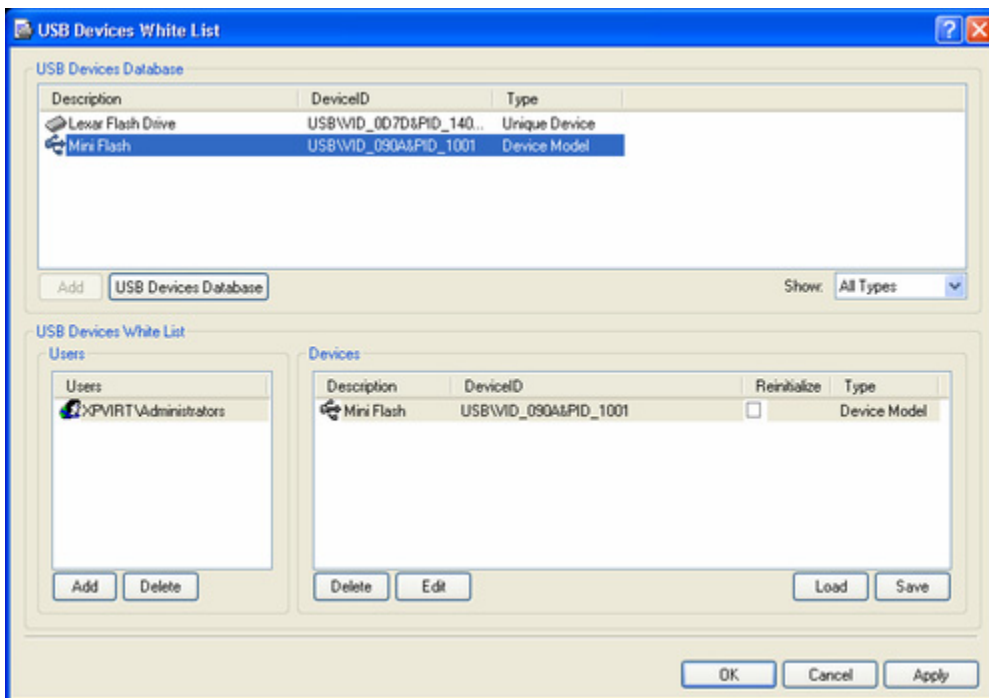 USB Devices White List
USB Devices Database
Description DeviceID Type
Lexar Flash Drive USB\VID_0D7D&PID_140... Unique Device
Mini Flash USB\VID_090A&PID_1001 Device Model
Add USB Devices Database Show: All Types
USB Devices White List
Users Devices
Users Description DeviceID Reinitialize Type
XPVIRT\Administrators Mini Flash USB\VID_090A&PID_1001 Device Model
Add Delete Delete Edit Load Save
OK Cancel Apply